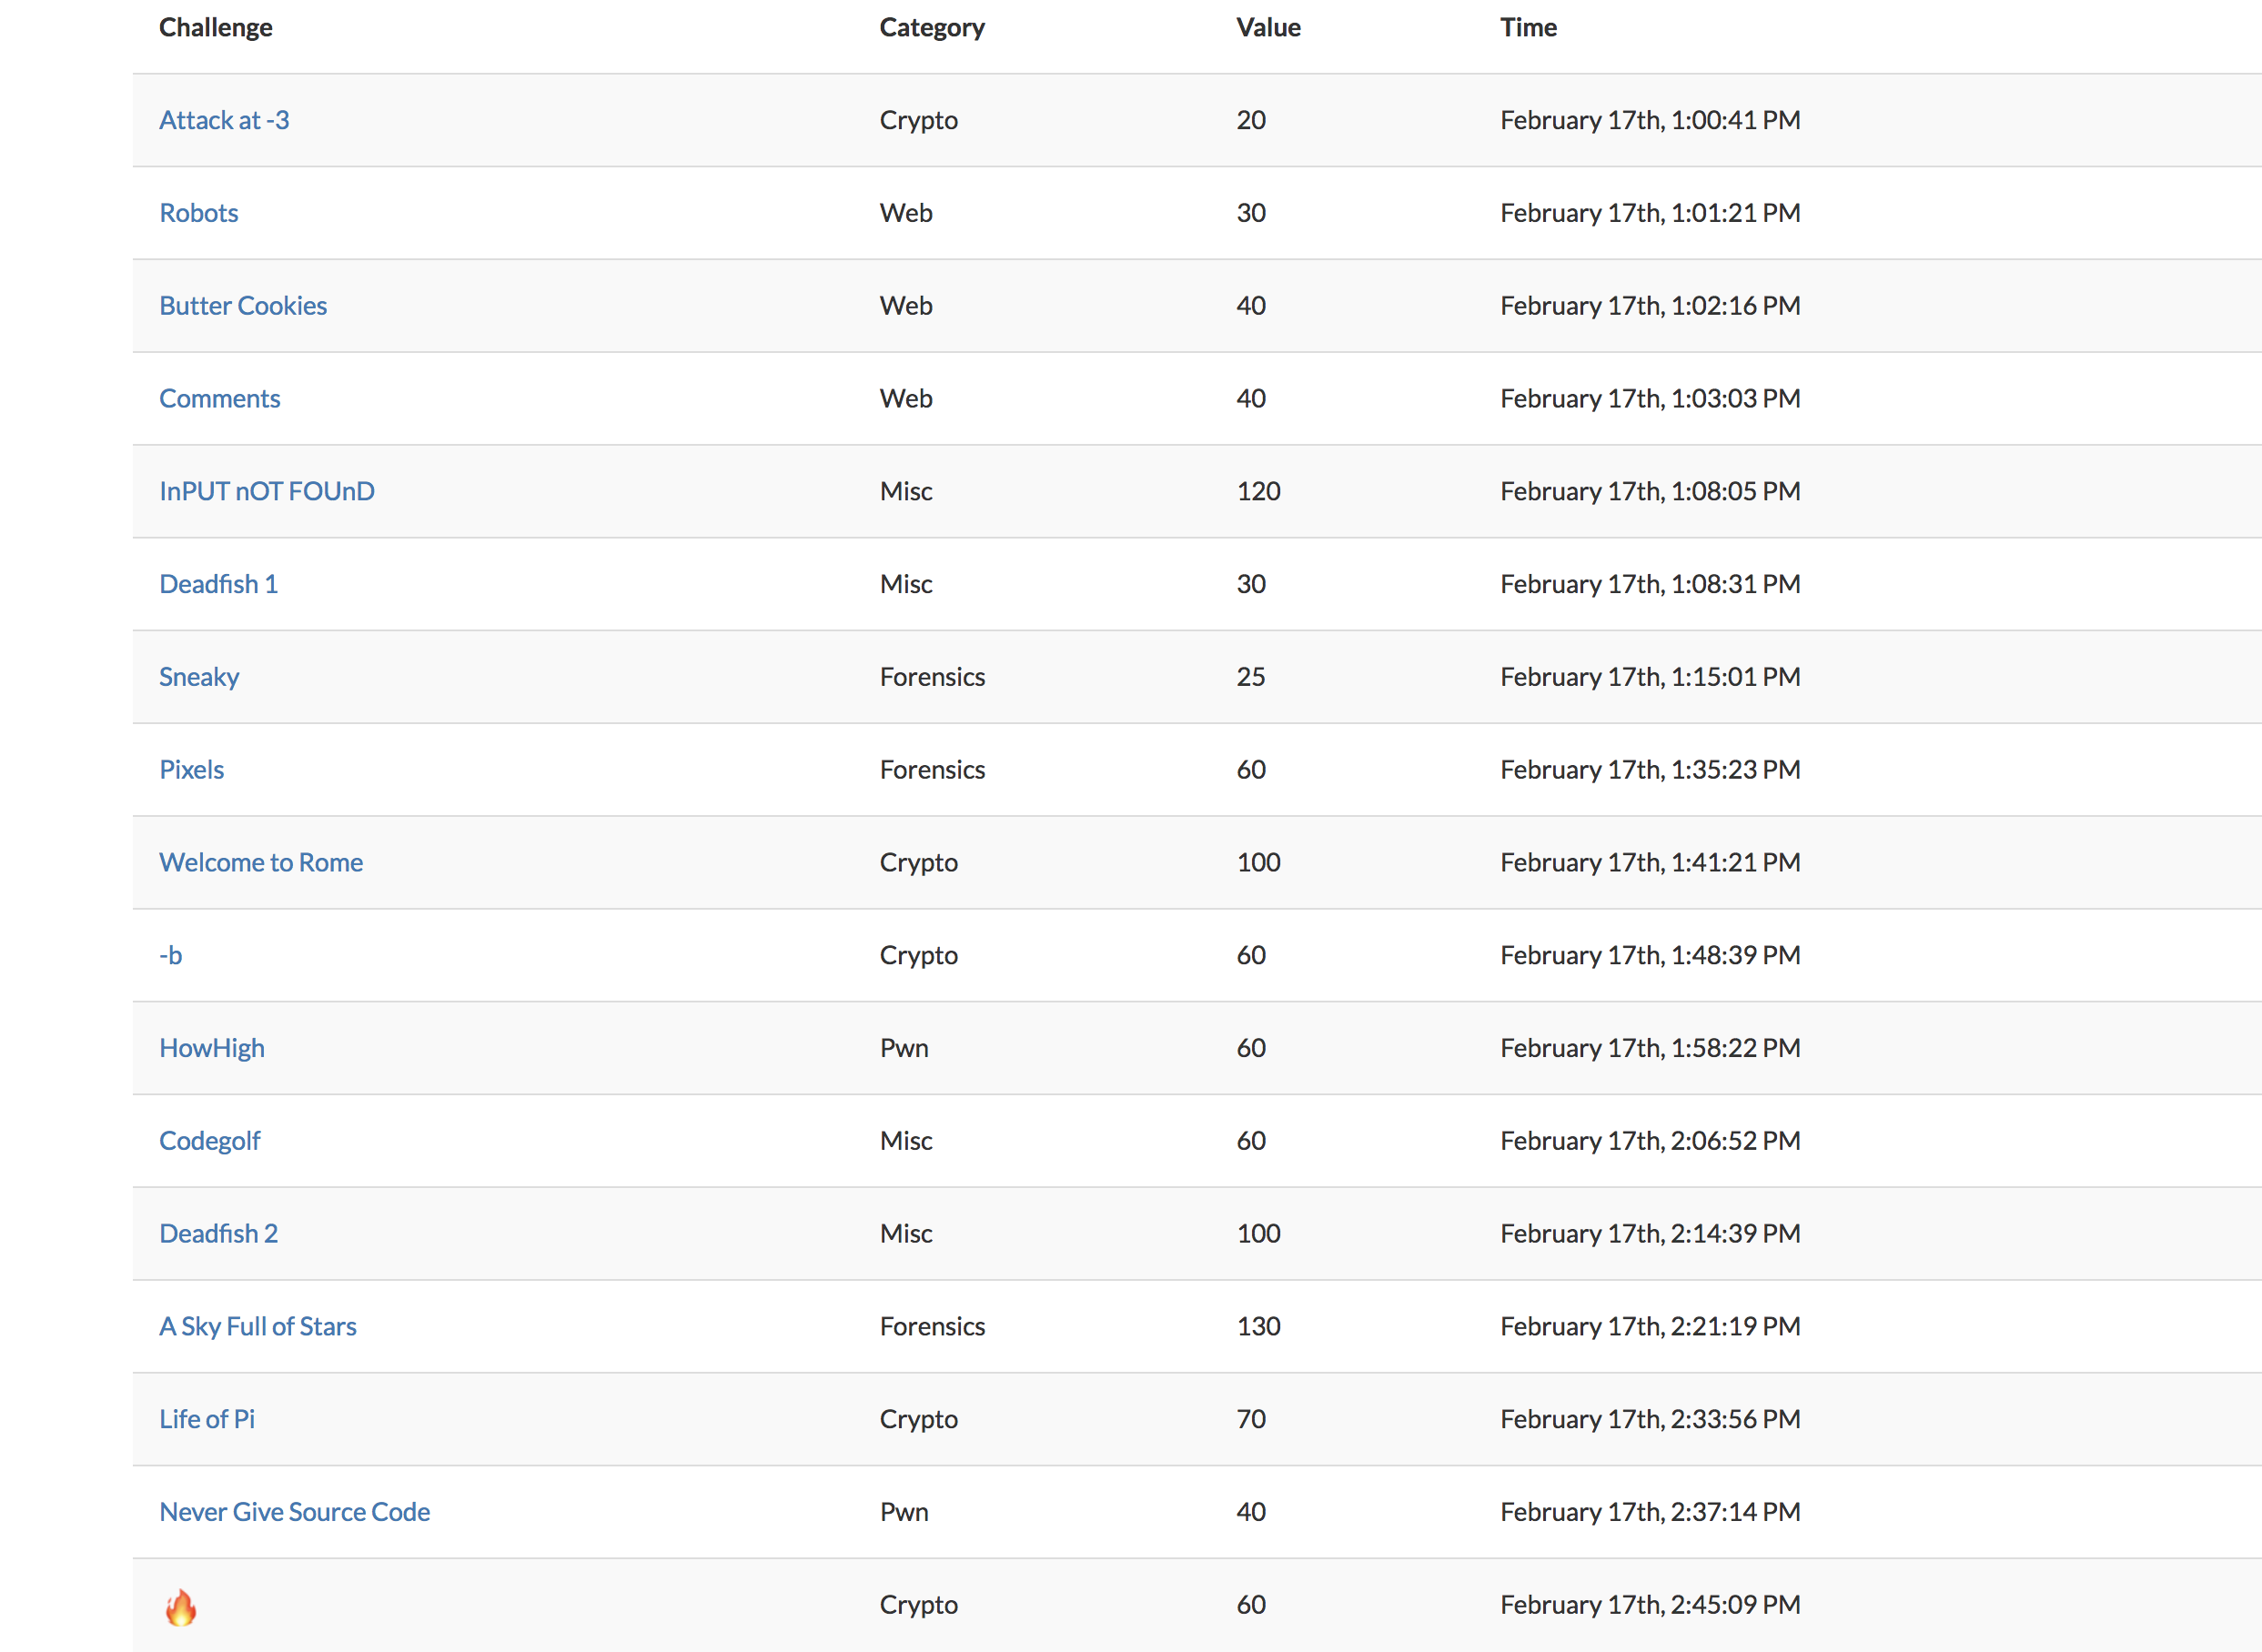 Challenge Category Value Time
Attack at -3 Crypto 20 February 17th, 1:00:41 PM
Robots Web 30 February 17th, 1:01:21 PM
Butter Cookies Web 40 February 17th, 1:02:16 PM
Comments Web 40 February 17th, 1:03:03 PM
InPUT nOT FOUnD Misc 120 February 17th, 1:08:05 PM
Deadfish 1 Misc 30 February 17th, 1:08:31 PM
Sneaky Forensics 25 February 17th, 1:15:01 PM
Pixels Forensics 60 February 17th, 1:35:23 PM
Welcome to Rome Crypto 100 February 17th, 1:41:21 PM
-b Crypto 60 February 17th, 1:48:39 PM
HowHigh Pwn 60 February 17th, 1:58:22 PM
Codegolf Misc 60 February 17th, 2:06:52 PM
Deadfish 2 Misc 100 February 17th, 2:14:39 PM
A Sky Full of Stars Forensics 130 February 17th, 2:21:19 PM
Life of Pi Crypto 70 February 17th, 2:33:56 PM
Never Give Source Code Pwn 40 February 17th, 2:37:14 PM
🔥 Crypto 60 February 17th, 2:45:09 PM